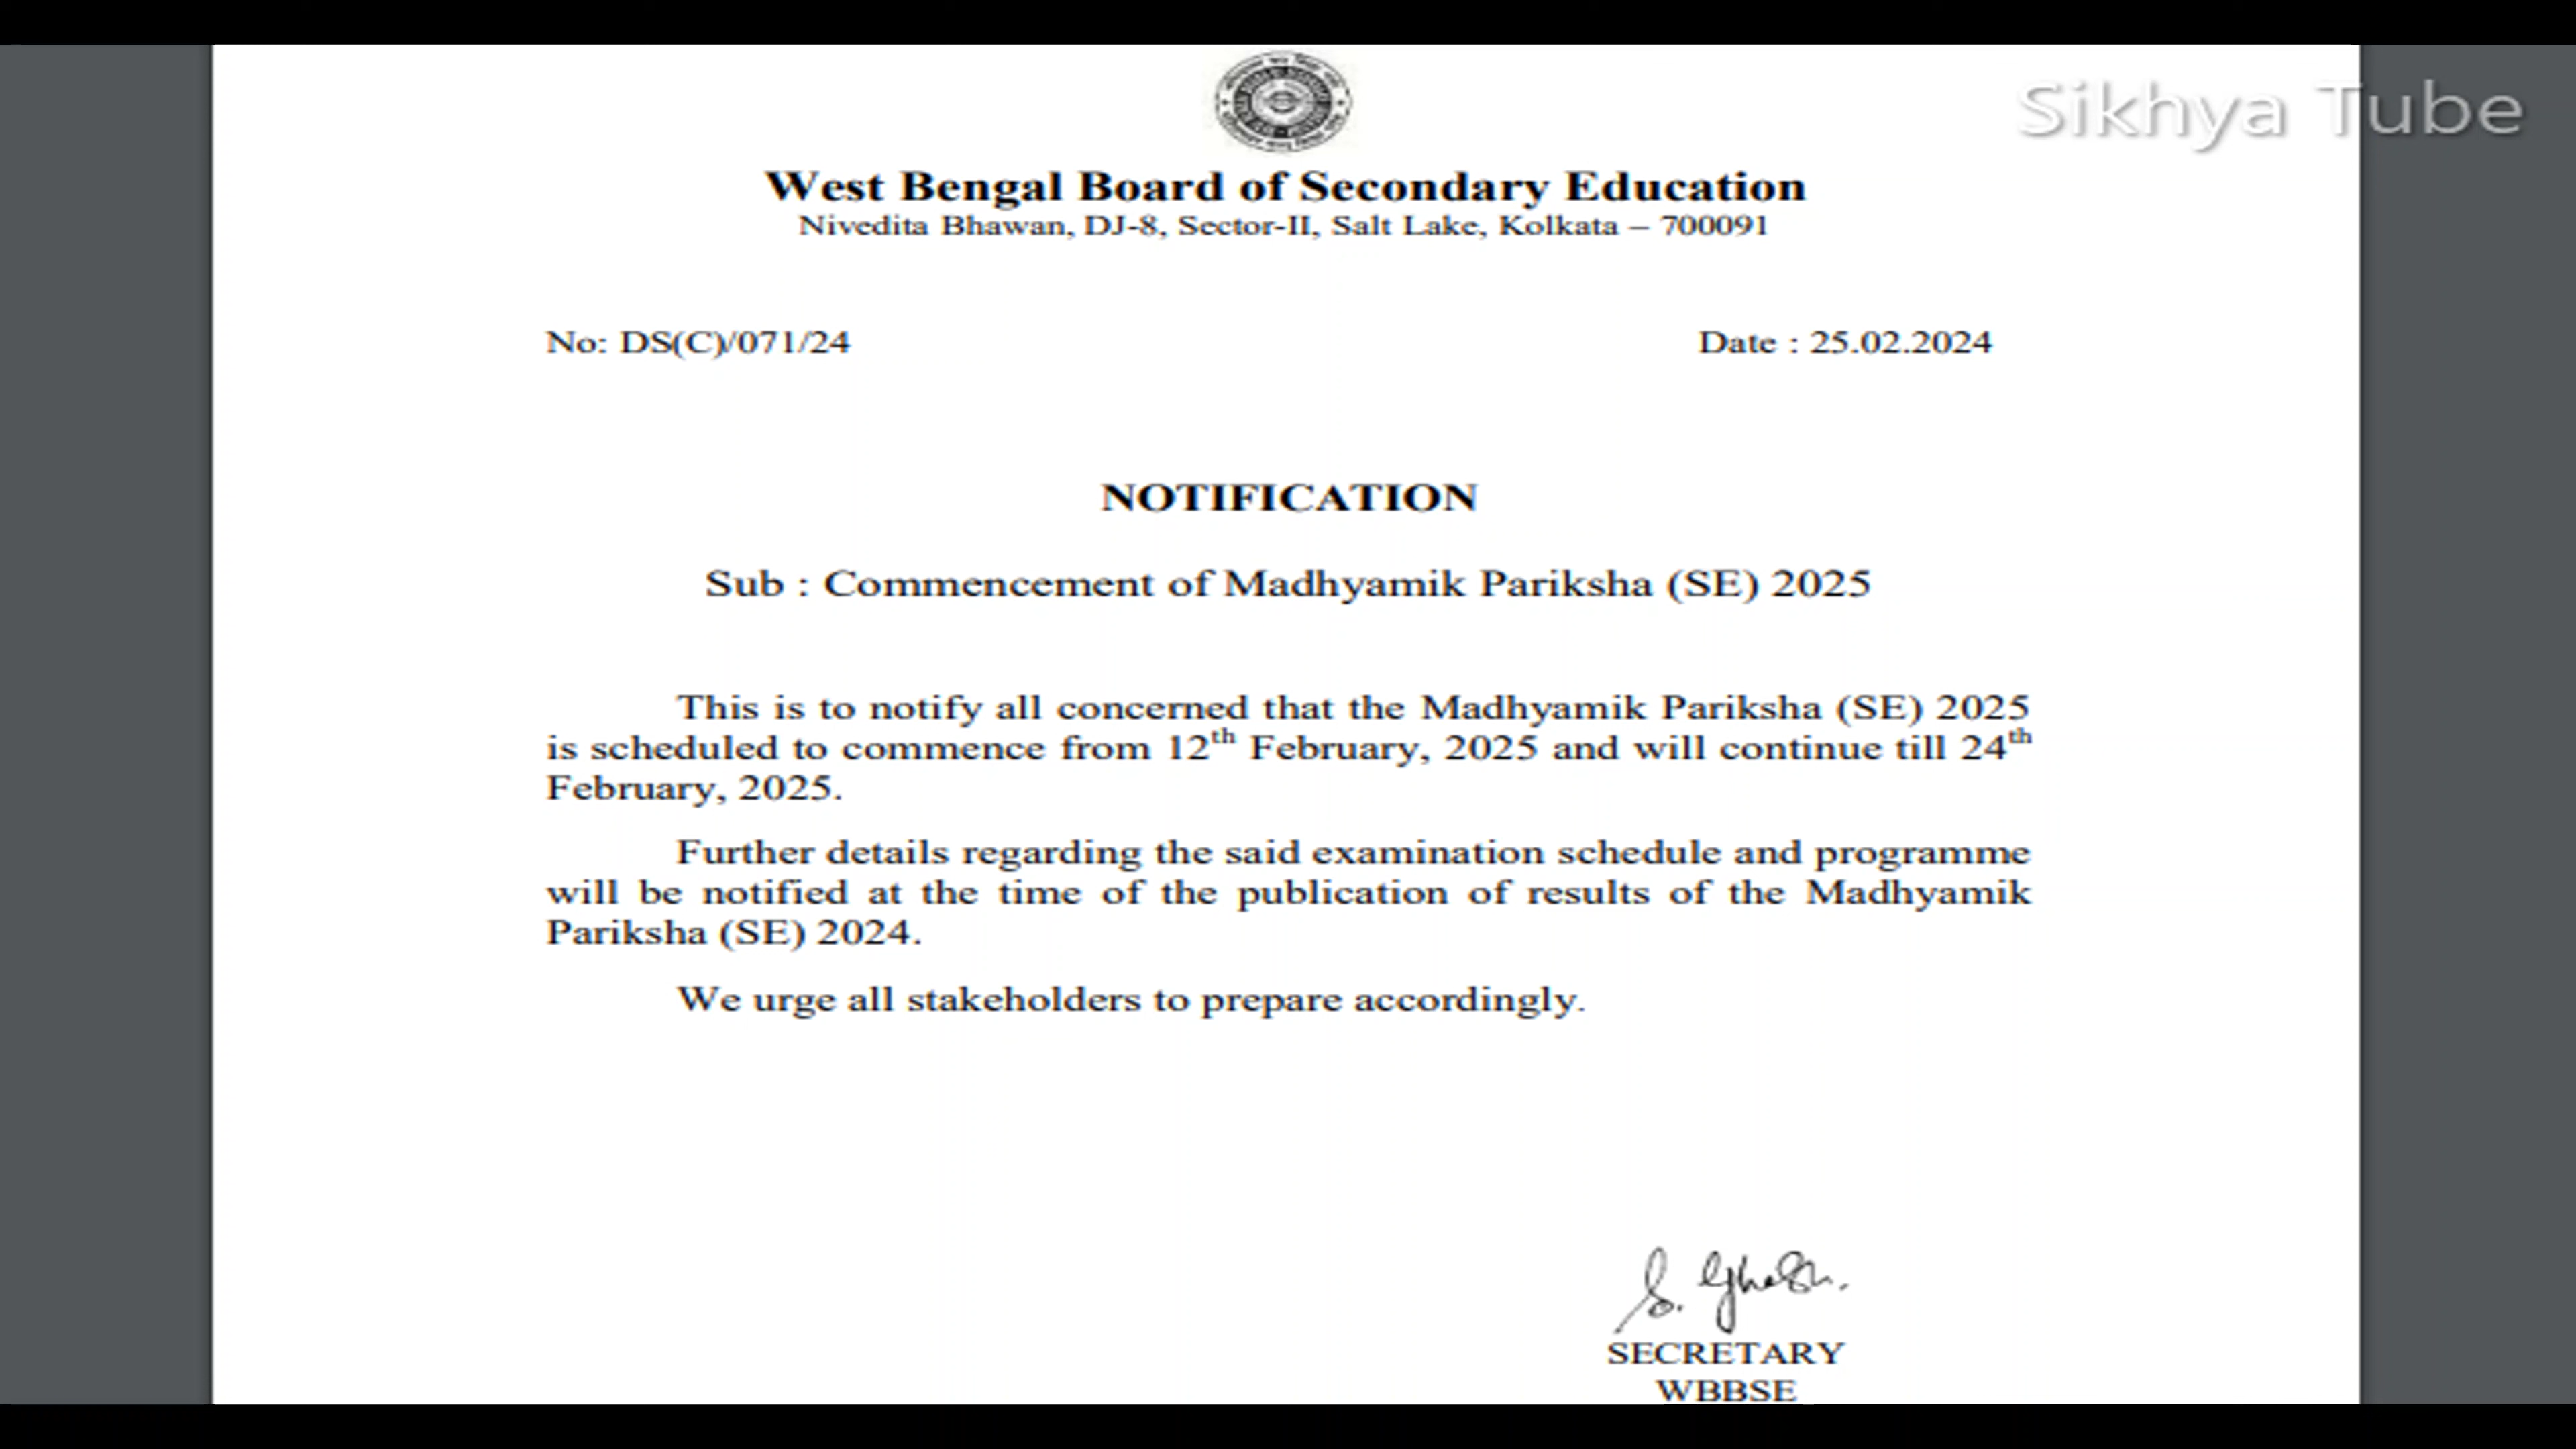 Sikhya Tube
West Bengal Board of Secondary Education
Nivedita Bhawan, DJ-8, Sector-II, Salt Lake, Kolkata – 700091
No: DS(C)/071/24
Date : 25.02.2024
NOTIFICATION
Sub : Commencement of Madhyamik Pariksha (SE) 2025
This is to notify all concerned that the Madhyamik Pariksha (SE) 2025
is scheduled to commence from 12th February, 2025 and will continue till 24th
February, 2025.
Further details regarding the said examination schedule and programme
will be notified at the time of the publication of results of the Madhyamik
Pariksha (SE) 2024.
We urge all stakeholders to prepare accordingly.
S. Ghosh.
SECRETARY
WBBSE